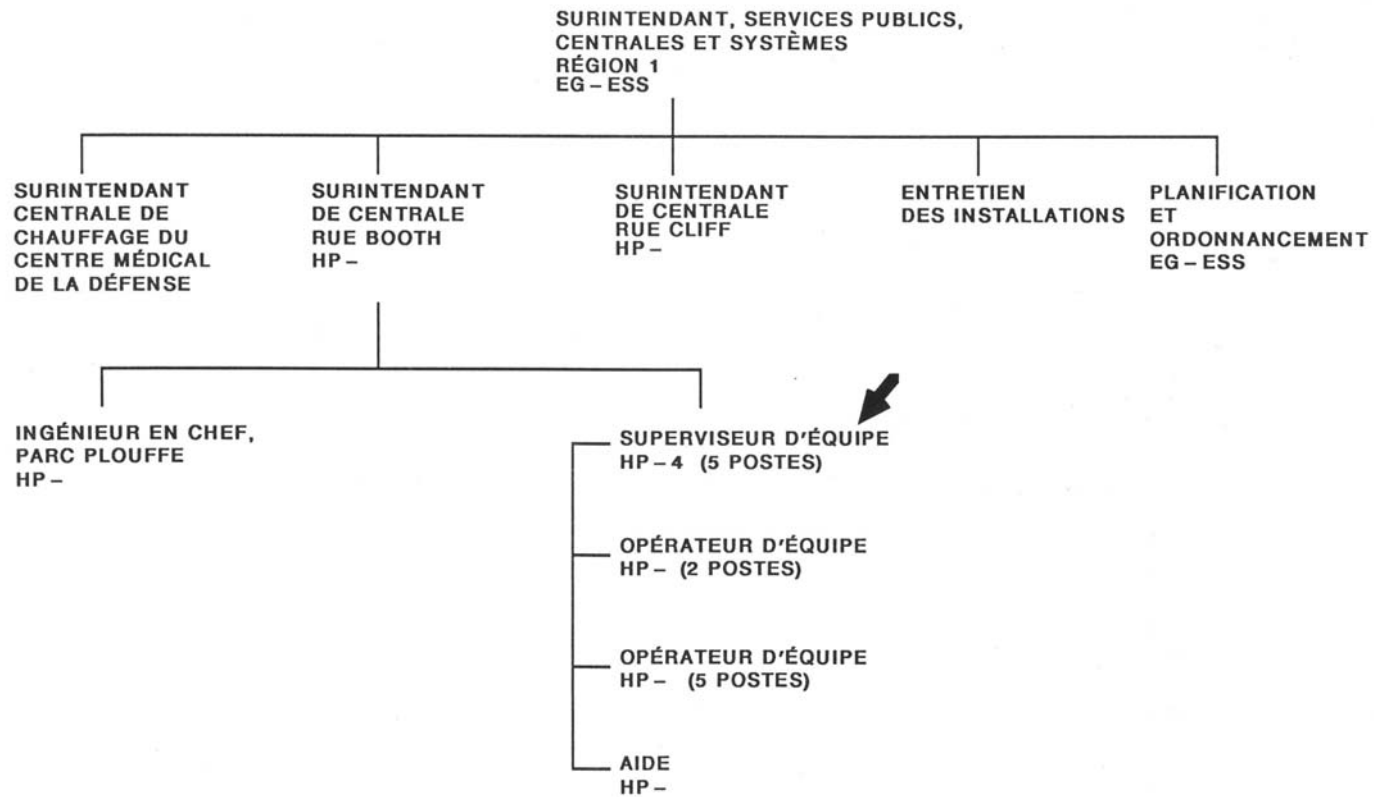 SURINTENDANT, SERVICES PUBLICS,
CENTRALES ET SYSTÈMES
RÉGION 1
EG – ESS
SURINTENDANT
CENTRALE DE
CHAUFFAGE DU
CENTRE MÉDICAL
DE LA DÉFENSE
SURINTENDANT
DE CENTRALE
RUE BOOTH
HP –
SURINTENDANT
DE CENTRALE
RUE CLIFF
HP –
ENTRETIEN
DES INSTALLATIONS
PLANIFICATION
ET
ORDONNANCEMENT
EG – ESS
INGÉNIEUR EN CHEF,
PARC PLOUFFE
HP –
SUPERVISEUR D'ÉQUIPE
HP – 4 (5 POSTES)
OPÉRATEUR D'ÉQUIPE
HP – (2 POSTES)
OPÉRATEUR D'ÉQUIPE
HP – (5 POSTES)
AIDE
HP –